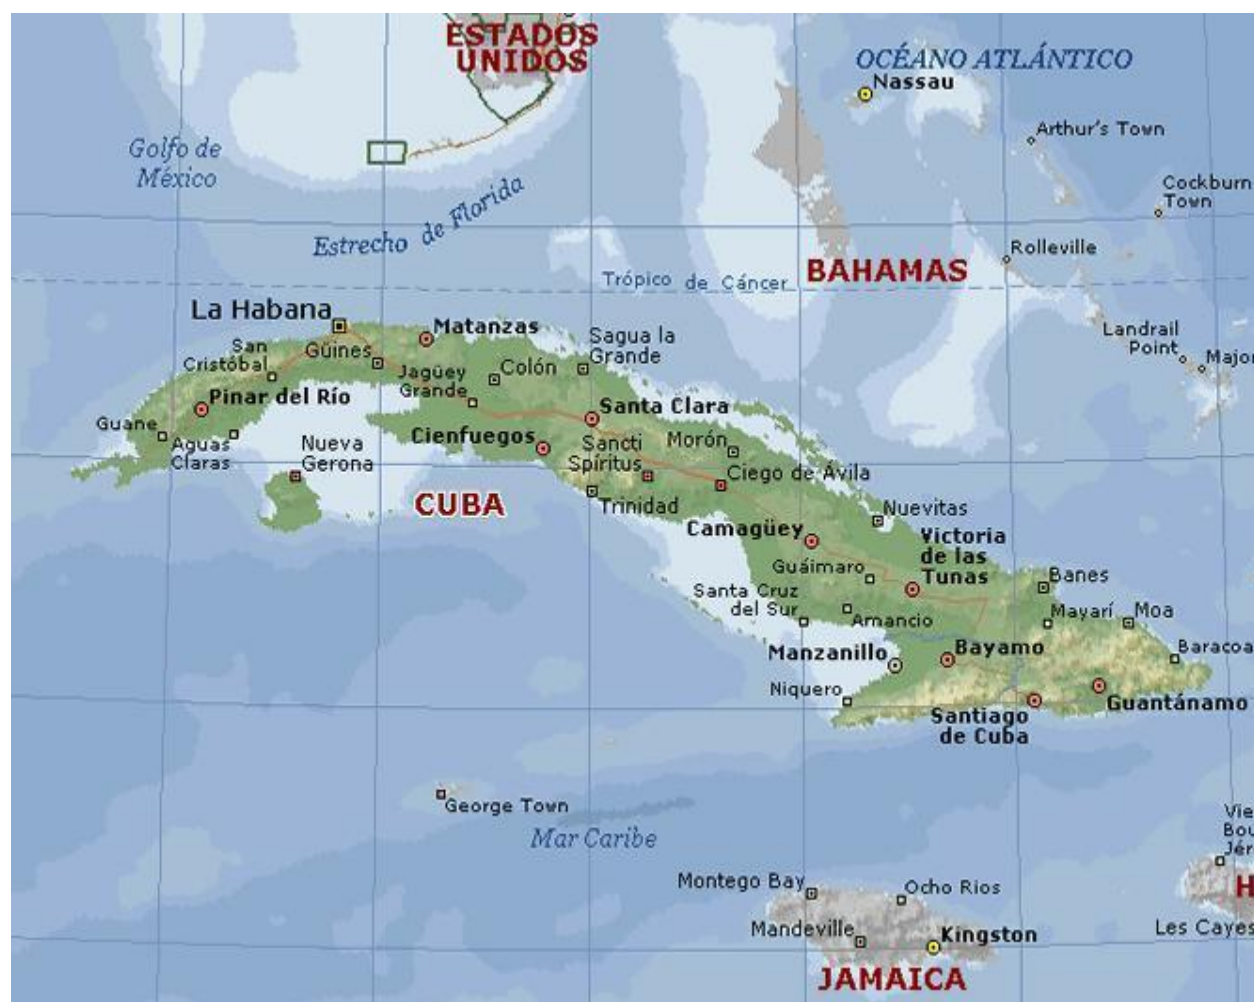 ESTADOS
UNIDOS
OCÉANO ATLÁNTICO
Nassau
Arthur's Town
Golfo de
México
Cockburn
Town
Estrecho de Florida
Rolleville
BAHAMAS
Trópico de Cáncer
La Habana
Matanzas
Sagua la
Grande
Landrail
Point
Major
San
Cristóbal
Güines
Jagüey
Grande
Colón
Pinar del Río
Santa Clara
Guane
Aguas
Claras
Nueva
Gerona
Cienfuegos
Sancti
Spíritus
Morón
Ciego de Ávila
CUBA
Trinidad
Nuevitas
Camagüey
Victoria
de las
Tunas
Guáimaro
Banes
Santa Cruz
del Sur
Amancio
Mayarí
Moa
Manzanillo
Bayamo
Baracoa
Niquero
Guantánamo
Santiago
de Cuba
George Town
Mar Caribe
Vie
Bou
Jér
Montego Bay
Ocho Rios
H
Mandeville
Kingston
Les Cayes
JAMAICA